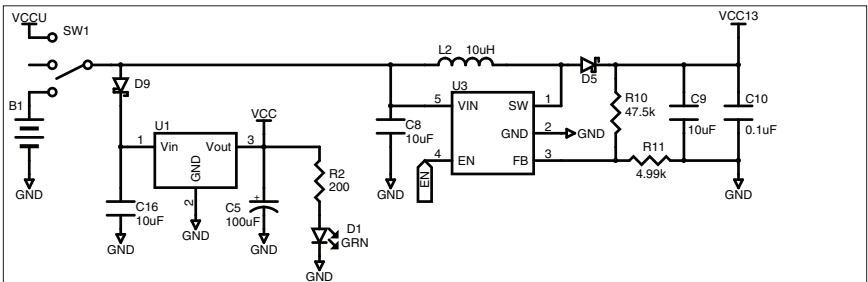 VCCU
SW1
VCC13
L2 10uH
D9
D5
U3
B1
5 VIN SW 1
R10
47.5k
C9
10uF
C10
0.1uF
U1
VCC
C8
10uF
GND 2 GND
1 Vin Vout 3
GND
4 EN FB 3
R11
4.99k
R2
200
EN
GND
2
GND
GND
C16
10uF
C5
+
100uF
GND
D1
GRN
GND
GND
GND